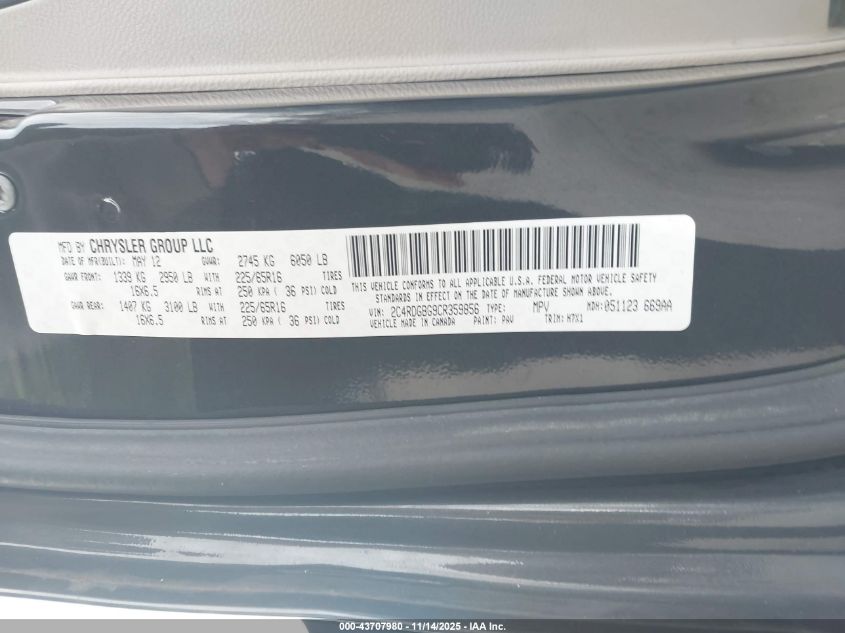 MFD BY CHRYSLER GROUP LLC
DATE OF MFR(BUILT): MAY 12 GVWR: 2745 KG 6050 LB
GAWR FRONT: 1339 KG 2950 LB WITH 225/65R16 TIRES
16X6.5 RIMS AT 250 KPA ( 36 PSI) COLD
GAWR REAR: 1407 KG 3100 LB WITH 225/65R16 TIRES
16X6.5 RIMS AT 250 KPA ( 36 PSI) COLD
THIS VEHICLE CONFORMS TO ALL APPLICABLE U.S.A. FEDERAL MOTOR VEHICLE SAFETY
STANDARDS IN EFFECT ON THE DATE OF MANUFACTURE SHOWN ABOVE.
VIN: 2C4RDGBG9CR359856 TYPE: MPV MDH: 051123 669AA
VEHICLE MADE IN CANADA PAINT: PAV TRIM: H7X1
000-43707980 - 11/14/2025 - IAA Inc.